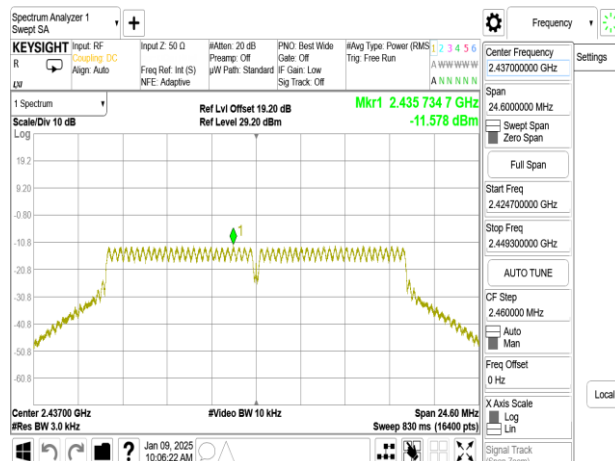 Spectrum Analyzer 1
Swept SA
Frequency
KEYSIGHT
R
Input: RF
Coupling: DC
Align: Auto
Input Z: 50 Ω
Freq Ref: Int (S)
NFE: Adaptive
#Atten: 20 dB
Preamp: Off
µW Path: Standard
PNO: Best Wide
Gate: Off
IF Gain: Low
Sig Track: Off
#Avg Type: Power (RMS
Trig: Free Run
1 2 3 4 5 6
A W W W W W
A N N N N N
1 Spectrum
Scale/Div 10 dB
Log
Ref Lvl Offset 19.20 dB
Ref Level 29.20 dBm
Mkr1 2.435 734 7 GHz
-11.578 dBm
19.2
9.20
-0.80
-10.8
-20.8
-30.8
-40.8
-50.8
-60.8
1
Center 2.43700 GHz
#Res BW 3.0 kHz
#Video BW 10 kHz
Span 24.60 MHz
Sweep 830 ms (16400 pts)
Jan 09, 2025
10:06:22 AM
?
Center Frequency
2.437000000 GHz
Settings
Span
24.6000000 MHz
Swept Span
Zero Span
Full Span
Start Freq
2.424700000 GHz
Stop Freq
2.449300000 GHz
AUTO TUNE
CF Step
2.460000 MHz
Auto
Man
Freq Offset
0 Hz
X Axis Scale
Log
Lin
Local
Signal Track
(Span Zoom)